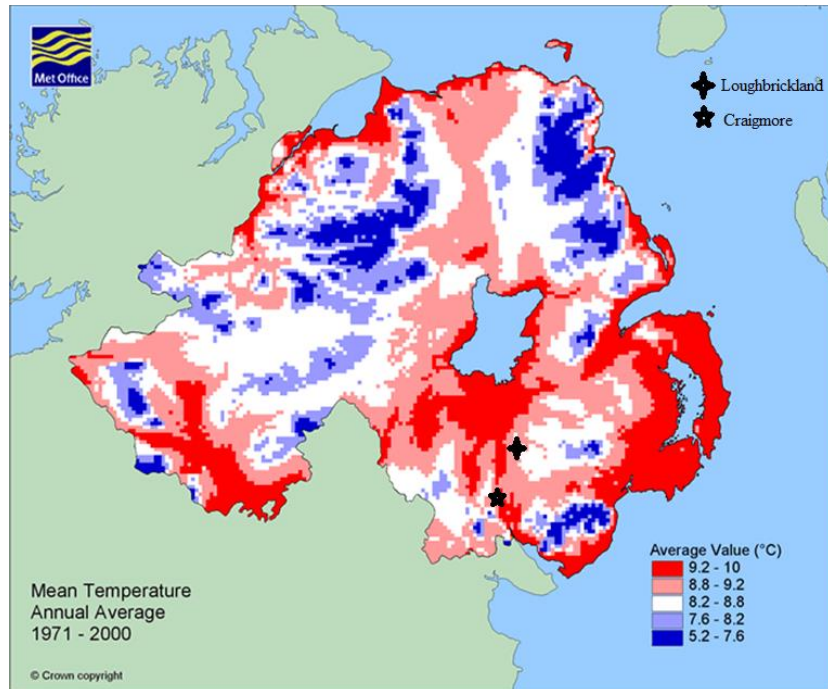 Met Office
Loughbrickland
Craigmore
Average Value (°C)
9.2 - 10
8.8 - 9.2
8.2 - 8.8
7.6 - 8.2
5.2 - 7.6
Mean Temperature
Annual Average
1971 - 2000
© Crown copyright